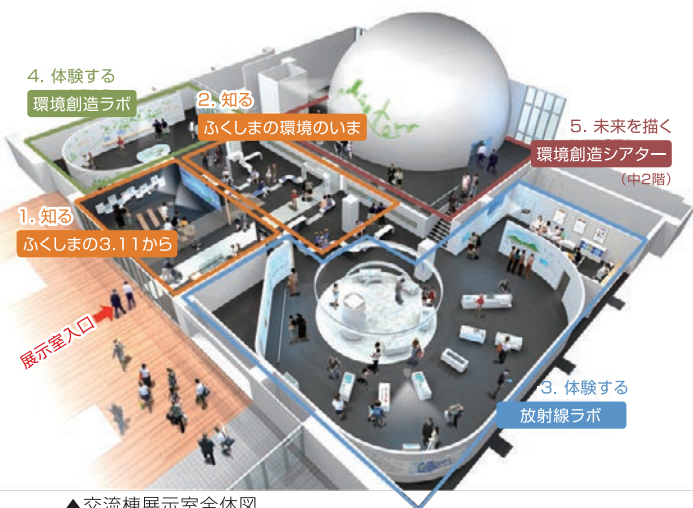 4. 体験する
環境創造ラボ
2. 知る
ふくしまの環境のいま
5. 未来を描く
環境創造シアター
(中2階)
1. 知る
ふくしまの3.11から
展示室入口
3. 体験する
放射線ラボ
▲交流棟展示室全体図